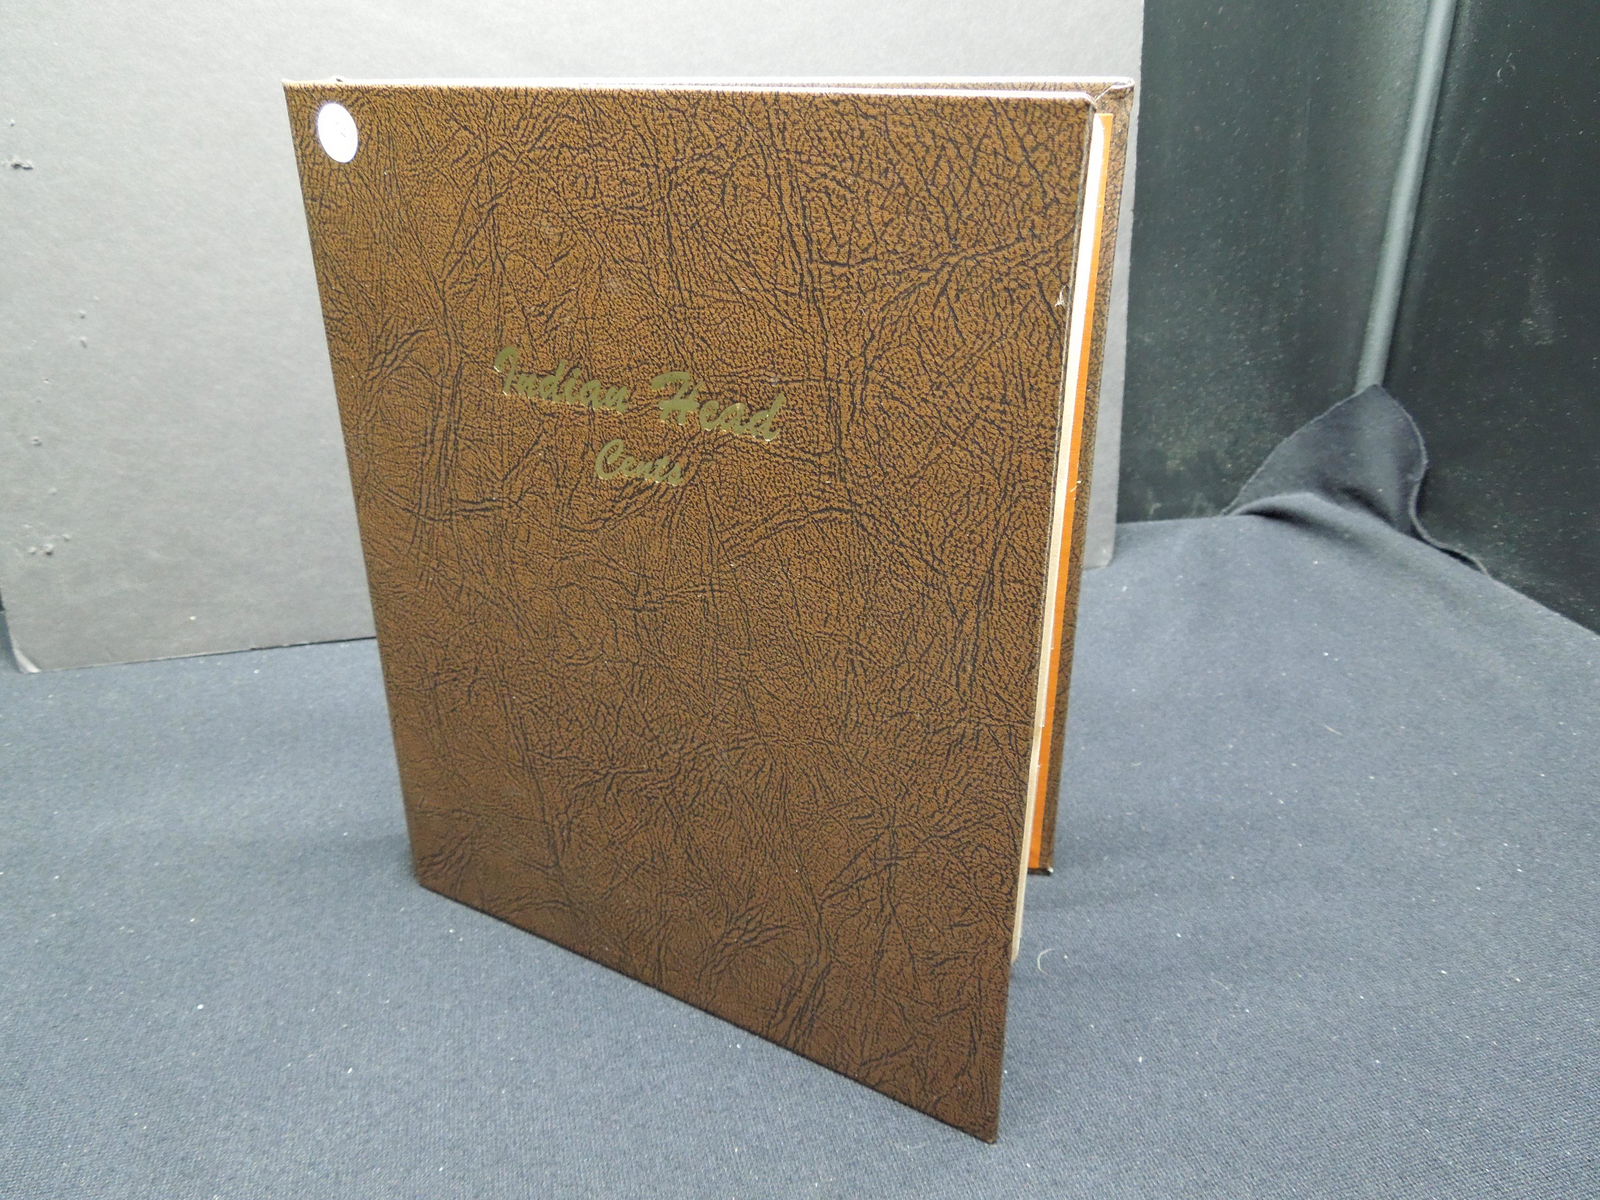 Indian Head
Cents